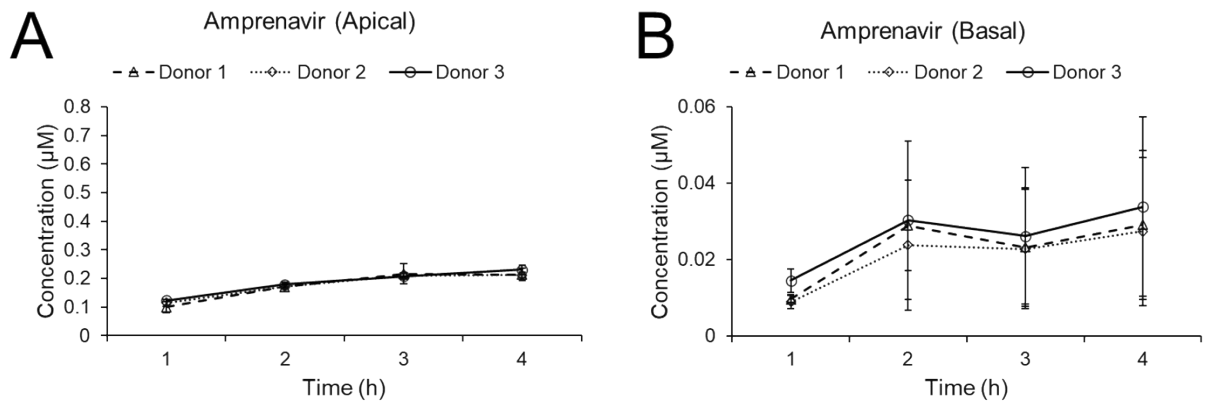 A
Amprenavir (Apical)
Donor 1 Donor 2 Donor 3
Concentration (µM)
0.8
0.7
0.6
0.5
0.4
0.3
0.2
0.1
0
1 2 3 4
Time (h)
B
Amprenavir (Basal)
Donor 1 Donor 2 Donor 3
Concentration (µM)
0.06
0.04
0.02
0
1 2 3 4
Time (h)